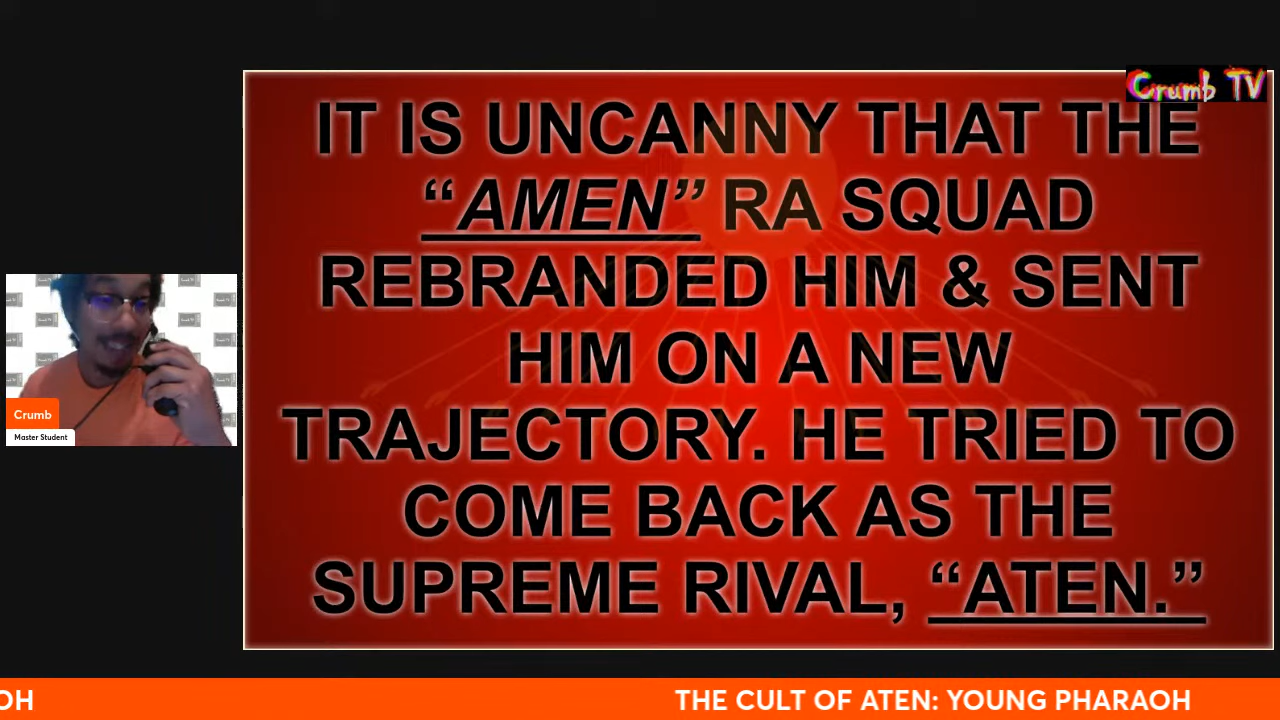 Crumb TV
IT IS UNCANNY THAT THE
“AMEN” RA SQUAD
REBRANDED HIM & SENT
HIM ON A NEW
TRAJECTORY. HE TRIED TO
COME BACK AS THE
SUPREME RIVAL, “ATEN.”
Crumb
Master Student
OH
THE CULT OF ATEN: YOUNG PHARAOH